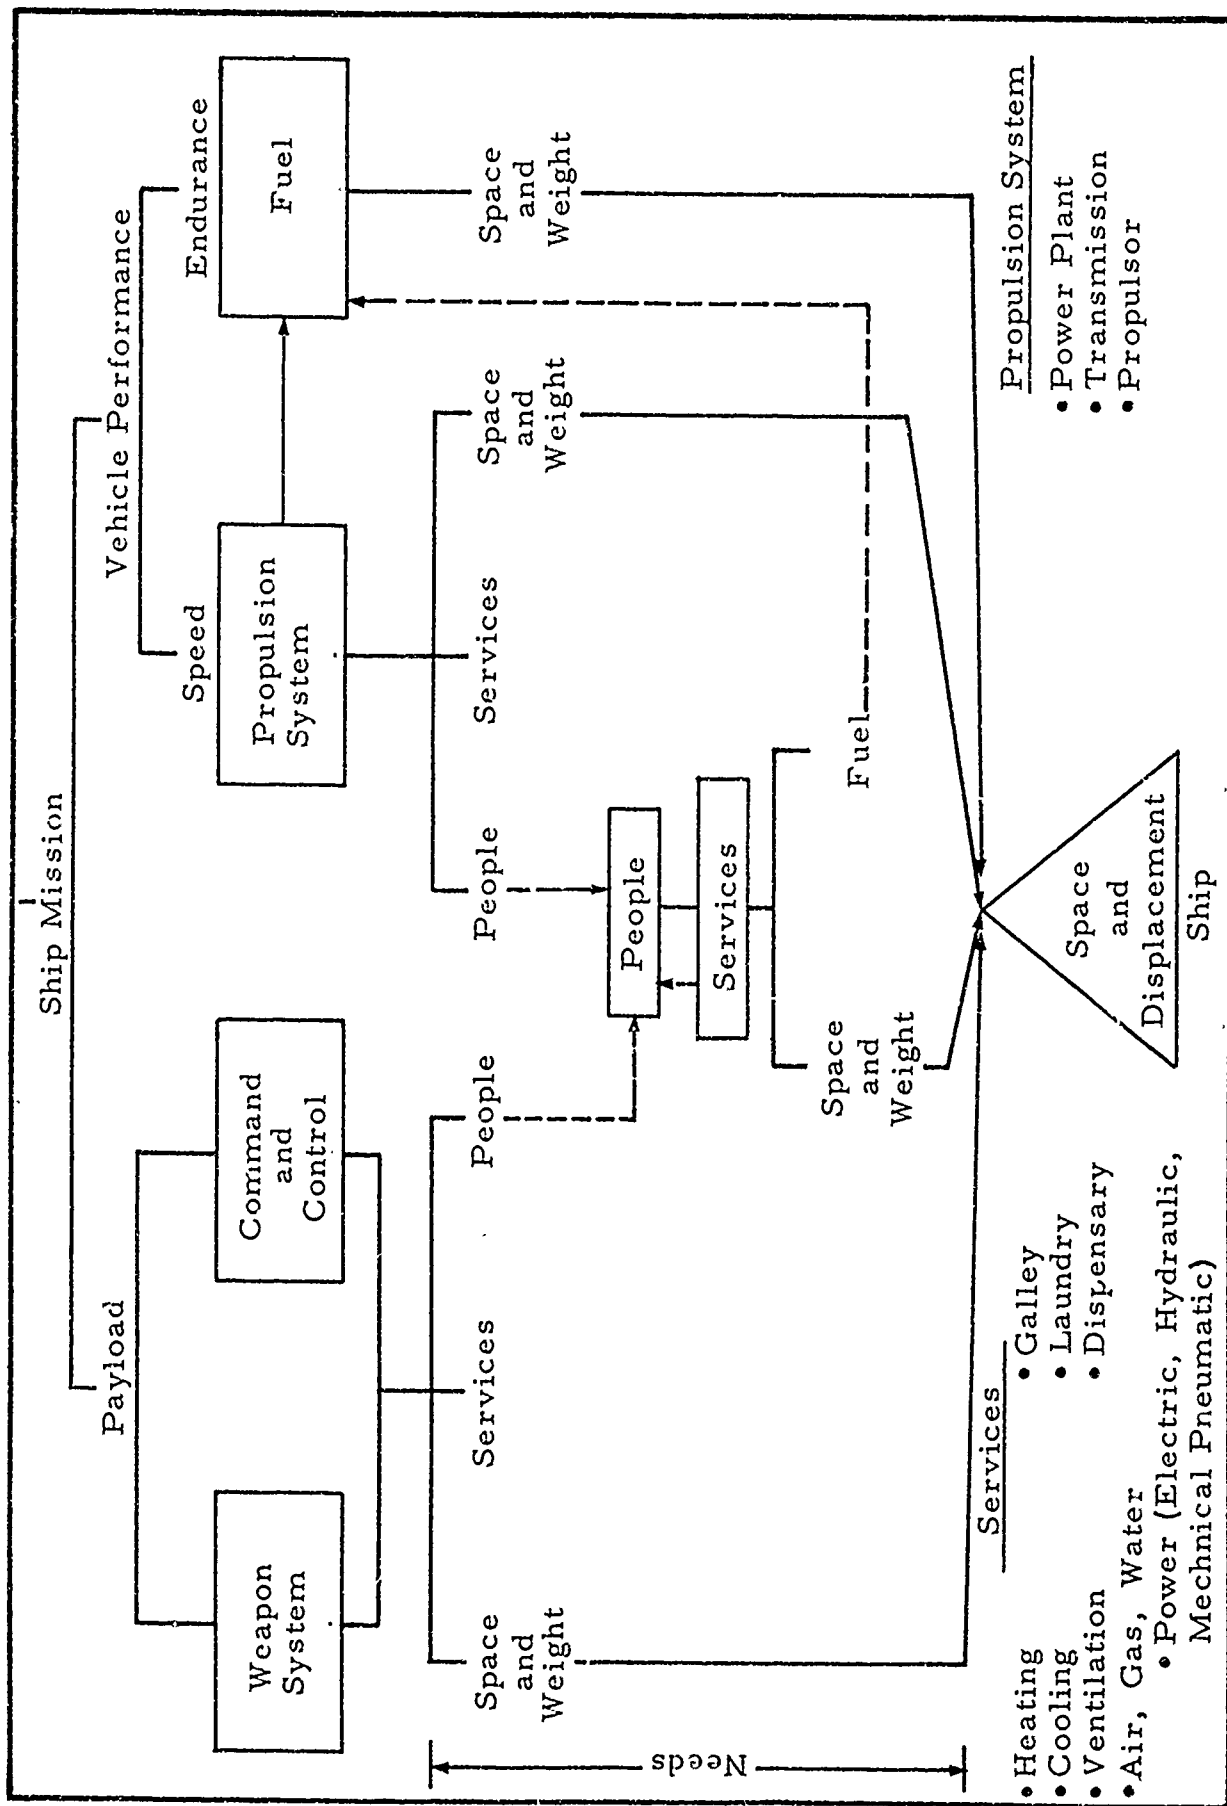 Ship Mission
Payload
Vehicle Performance
Speed
Endurance
Weapon
System
Command
and
Control
Propulsion
System
Fuel
Space
and
Weight
Services
People
People
Services
Space
and
Weight
Space
and
Weight
Needs
People
Services
Space
and
Weight
Fuel
Space
and
Displacement
Ship
Services
• Heating
• Cooling
• Ventilation
• Air, Gas, Water
• Galley
• Laundry
• Dispensary
• Power (Electric, Hydraulic,
Mechnical Pneumatic)
Propulsion System
• Power Plant
• Transmission
• Propulsor